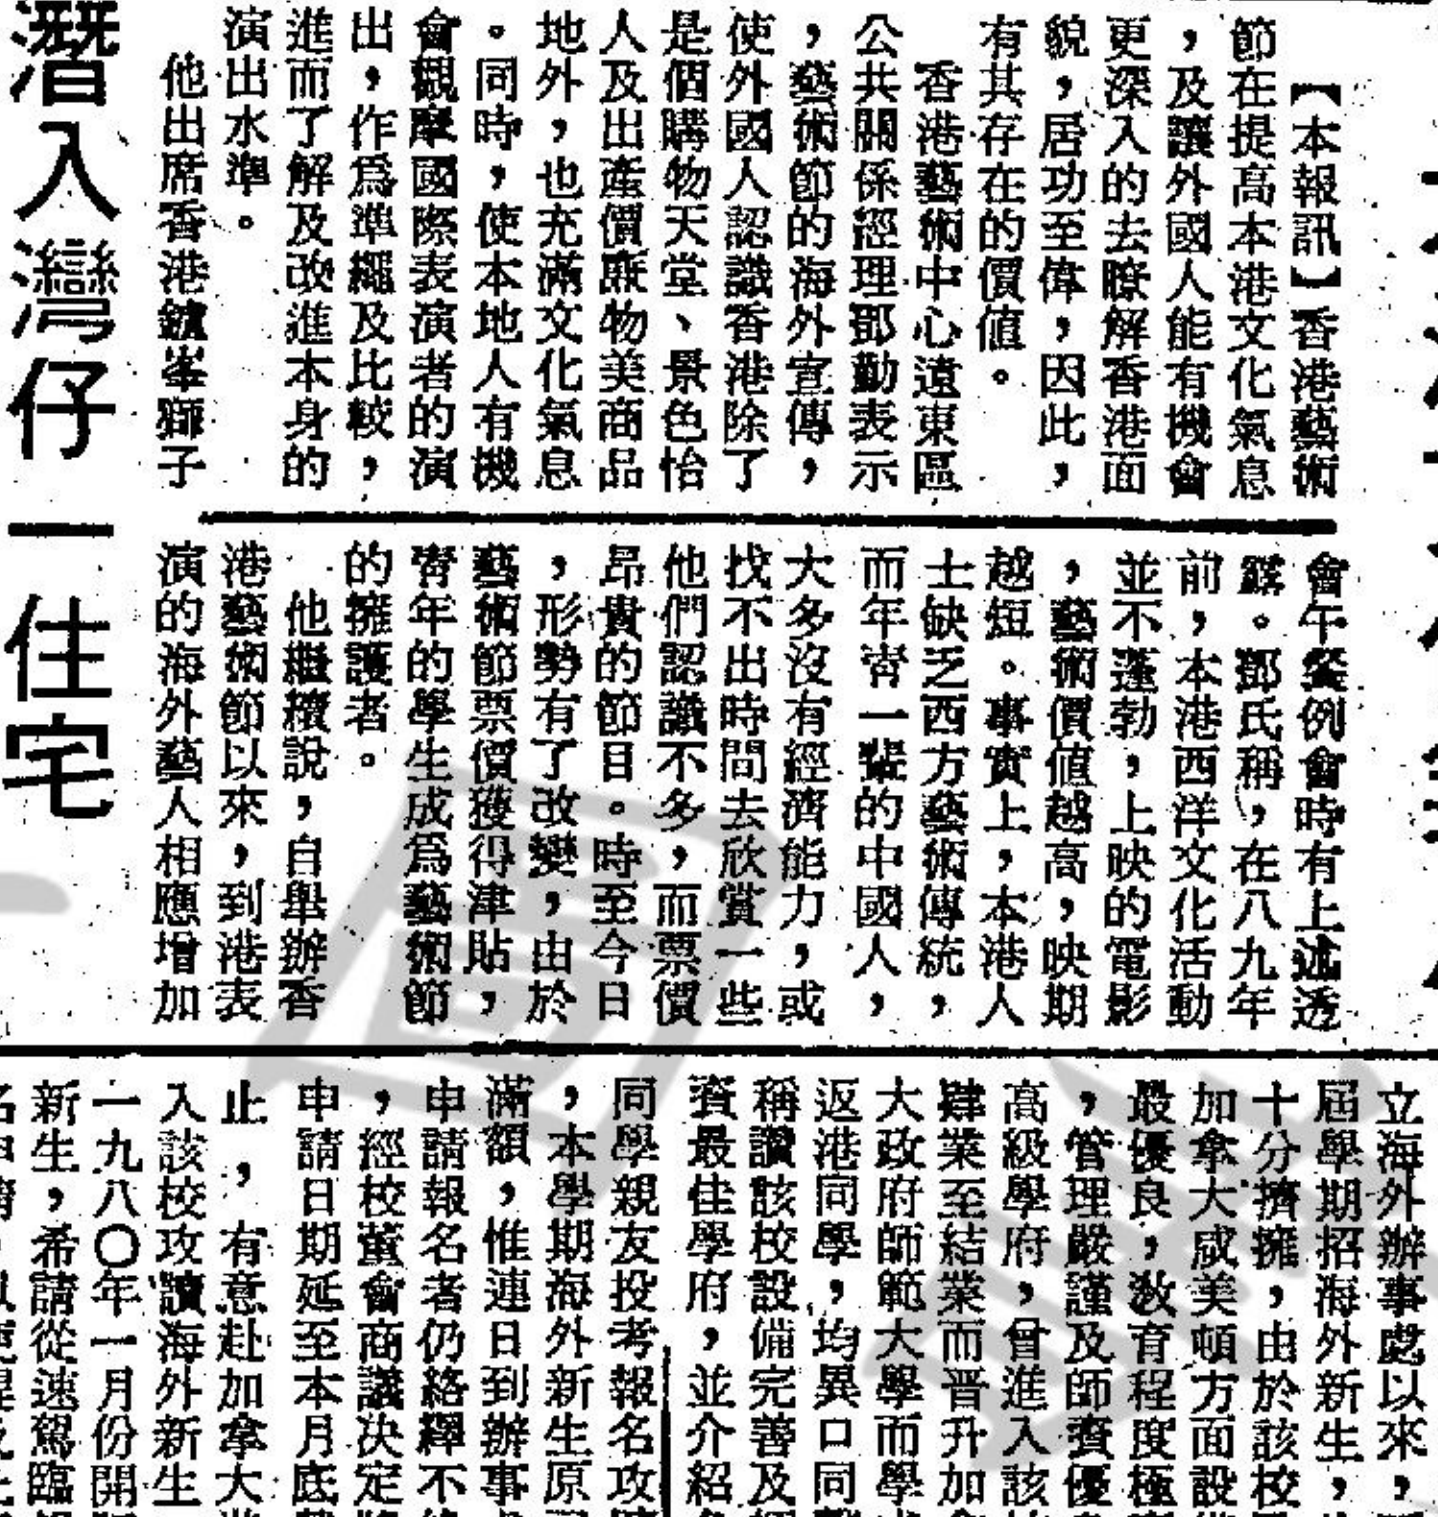 【本報訊】香港藝術
節在提高本港文化氣息
，及讓外國人能有機會
更深入的去瞭解香港面
貌，居功至偉，因此，
有其存在的價值。
香港藝術中心遠東區
公共關係經理鄧勤表示
，藝術節的海外宣傳，
使外國人認識香港除了
是個購物天堂、景色怡
人及出產價廉物美商品
地外，也充滿文化氣息
。同時，使本地人有機
會觀摩國際表演者的演
出，作爲準繩及比較，
進而了解及改進本身的
演出水準。
他出席香港鑪峯獅子
會午餐例會時有上述透
露。鄧氏稱，在八九年
前，本港西洋文化活動
並不蓬勃，上映的電影
，藝術價值越高，映期
越短。事實上，本港人
士缺乏西方藝術傳統，
而年青一輩的中國人，
大多沒有經濟能力，或
找不出時間去欣賞一些
他們認識不多，而票價
昂貴的節目。時至今日
，形勢有了改變，由於
藝術節票價獲得津貼，
青年的學生成爲藝術節
的擁護者。
他繼續說，自舉辦香
港藝術節以來，到港表
演的海外藝人相應增加
潛入灣仔一住宅
立海外辦事處以來，
屆學期招海外新生，
十分擠擁，由於該校
加拿大咸美頓方面設
最優良，敎育程度極
，管理嚴謹及師資優
高級學府，曾進入該
肄業至結業而晋升加
大政府師範大學而學
返港同學，均異口同
稱讚該校設備完善及
資最佳學府，並介紹
同學親友投考報名攻
，本學期海外新生原
滿額，惟連日到辦事
申請報名者仍絡繹不
，經校董會商議決定
申請日期延至本月底
止，有意赴加拿大
入該校攻讀海外新生
一九八〇年一月份開
新生，希請從速駕臨